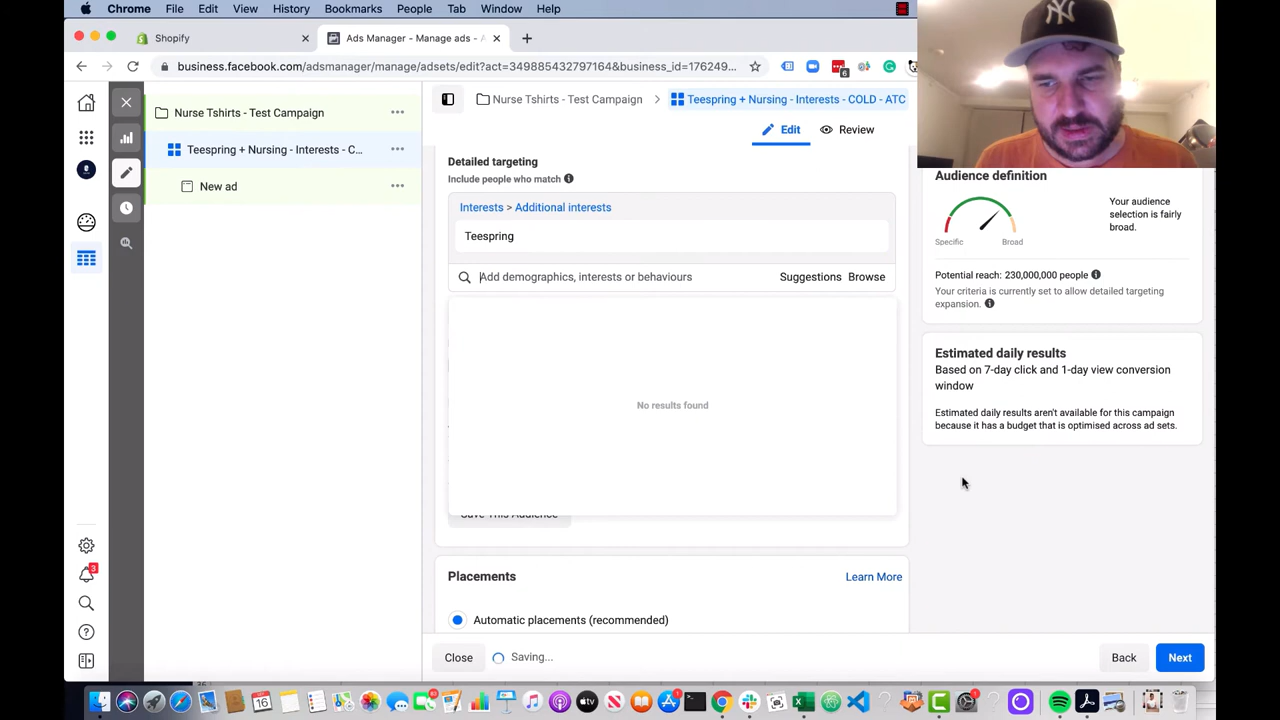 Chrome File Edit View History Bookmarks People Tab Window Help
Shopify
Ads Manager - Manage ads - A
business.facebook.com/adsmanager/manage/adsets/edit?act=349885432797164&business_id=176249...
6
Nurse Tshirts - Test Campaign
Teespring + Nursing - Interests - C...
New ad
Nurse Tshirts - Test Campaign > Teespring + Nursing - Interests - COLD - ATC
Edit
Review
Detailed targeting
Include people who match
Interests > Additional interests
Teespring
Add demographics, interests or behaviours
Suggestions
Browse
No results found
Save This Audience
Placements
Learn More
Automatic placements (recommended)
Close
Saving...
Back
Next
Audience definition
Specific
Broad
Your audience
selection is fairly
broad.
Potential reach: 230,000,000 people
Your criteria is currently set to allow detailed targeting
expansion.
Estimated daily results
Based on 7-day click and 1-day view conversion
window
Estimated daily results aren't available for this campaign
because it has a budget that is optimised across ad sets.
3